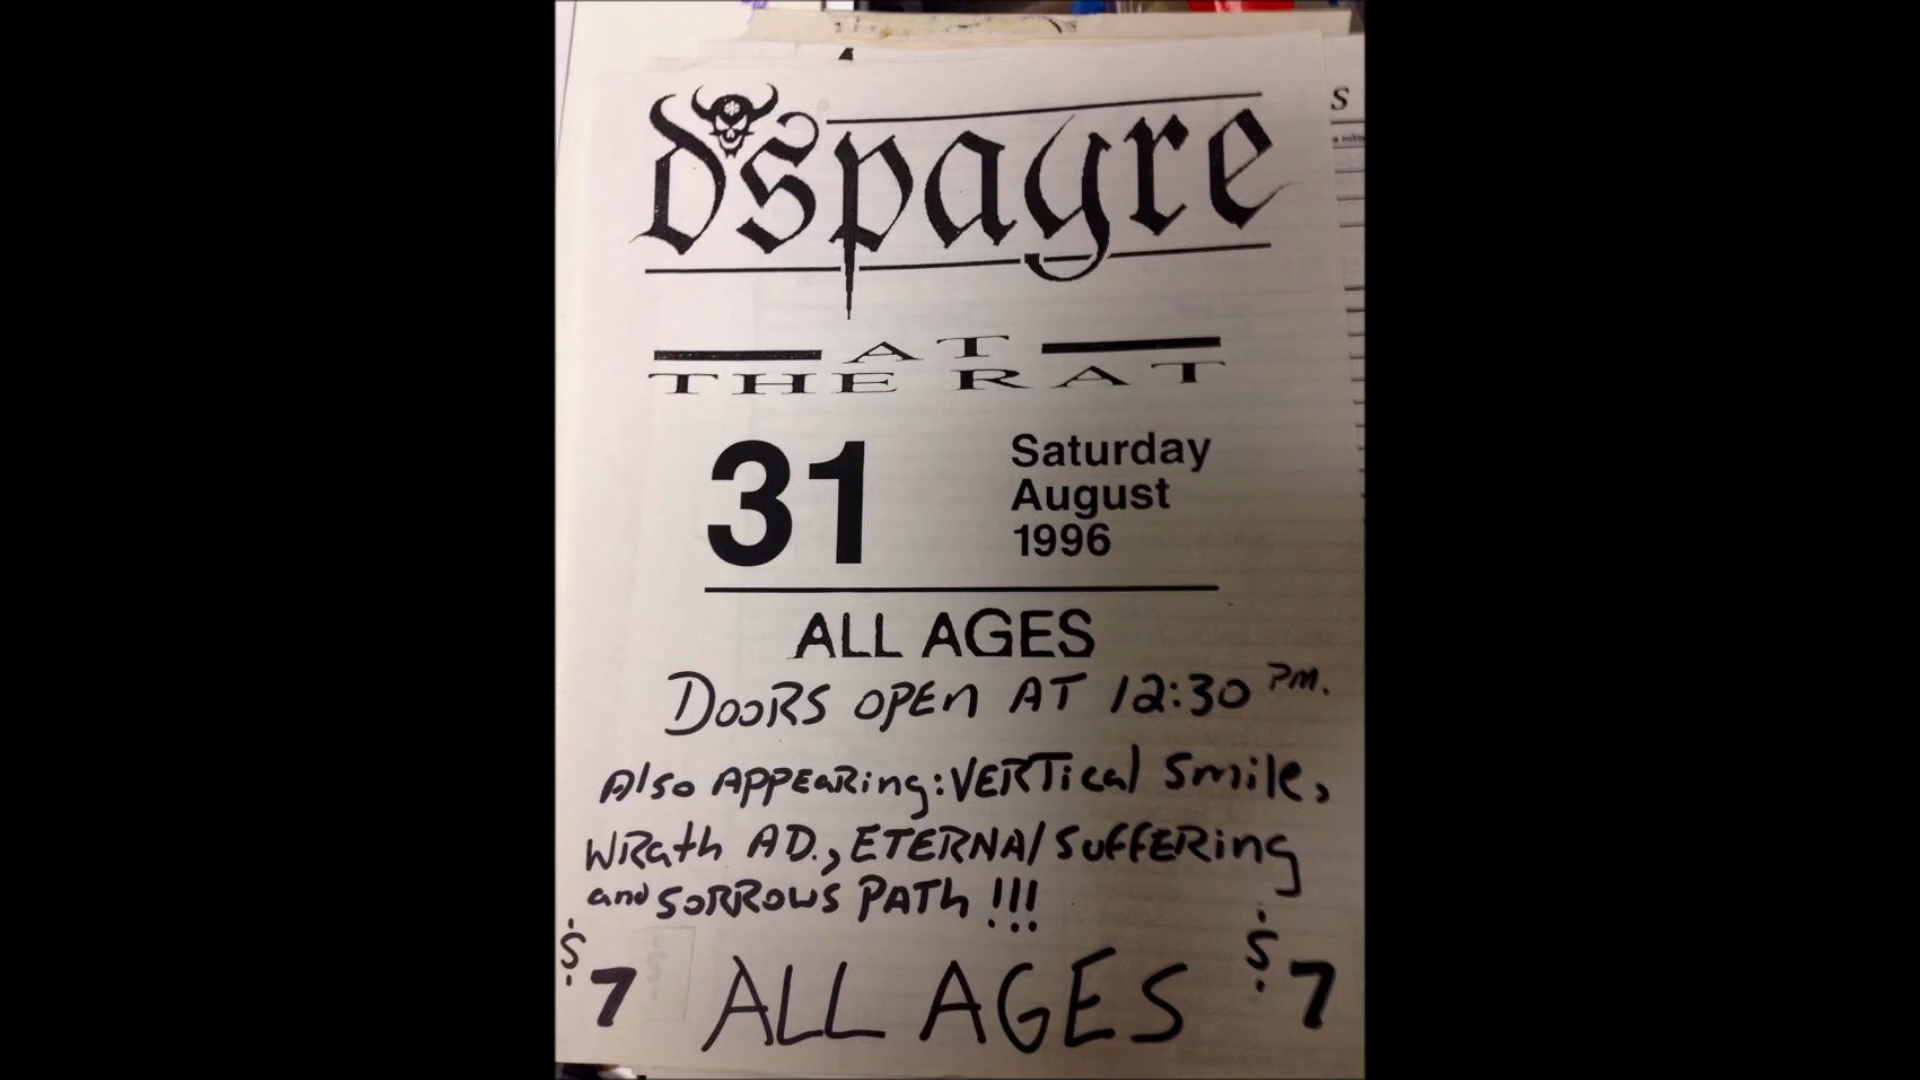 d'spayre
AT
THE RAT
31
Saturday
August
1996
ALL AGES
DOORS OPEN AT 12:30 PM.
Also APPEARing: VERTical Smile,
WRath AD., ETERNAl SuffERing
and SORROWS PATh !!!
$7 ALL AGES $7
S